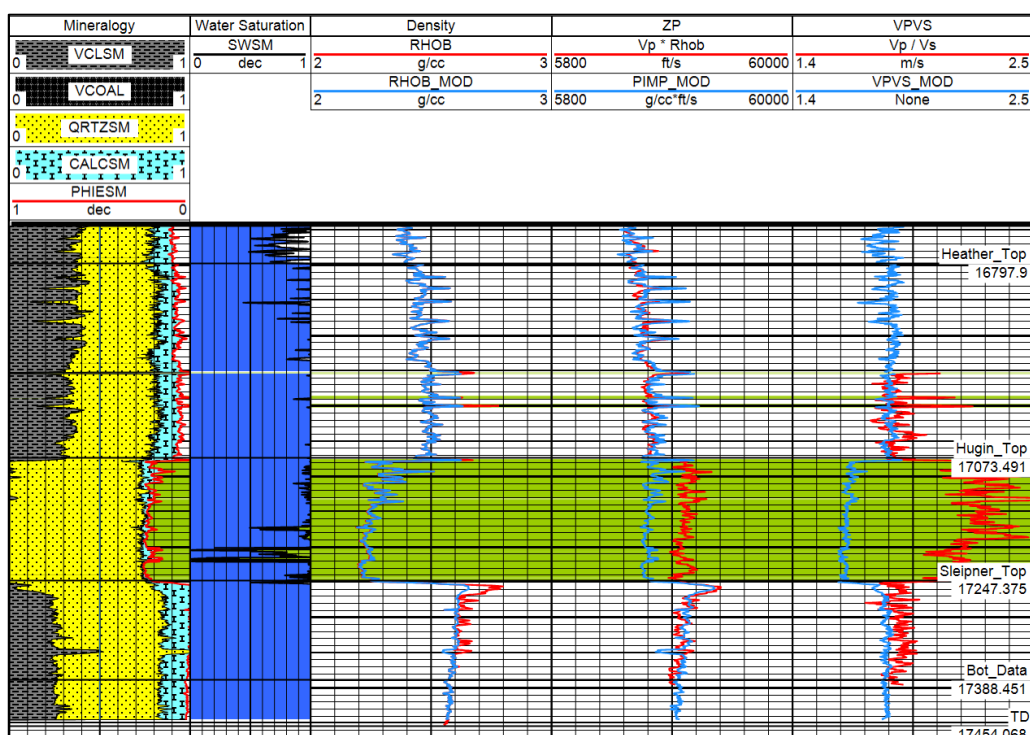 Mineralogy Water Saturation Density ZP VPVS
VCLSM SWSM RHOB Vp * Rhob Vp / Vs
0 1 0 dec 1 2 g/cc 3 5800 ft/s 60000 1.4 m/s 2.5
VCOAL RHOB_MOD PIMP_MOD VPVS_MOD
0 1 2 g/cc 3 5800 g/cc*ft/s 60000 1.4 None 2.5
QRTZSM
0 1
CALCSM
0 1
PHIESM
1 dec 0
Heather_Top
16797.9
Hugin_Top
17073.491
Sleipner_Top
17247.375
Bot_Data
17388.451
TD
17454.068